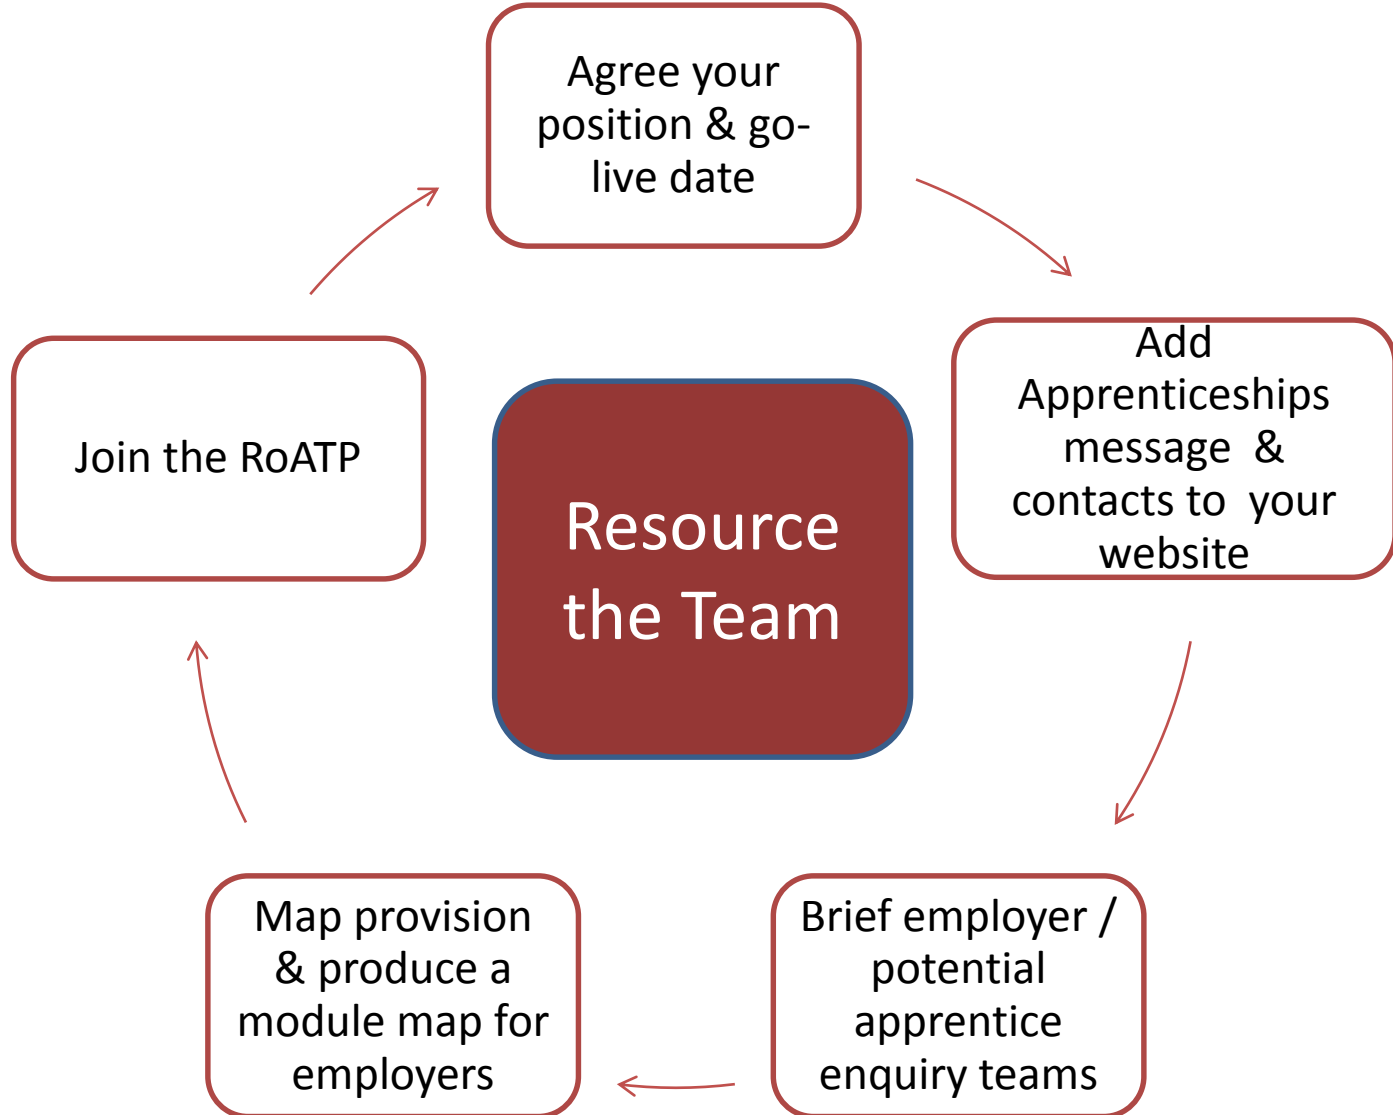 Agree your
position & go-
live date
Add
Apprenticeships
message &
contacts to your
website
Brief employer /
potential
apprentice
enquiry teams
Map provision
& produce a
module map for
employers
Join the RoATP
Resource
the Team